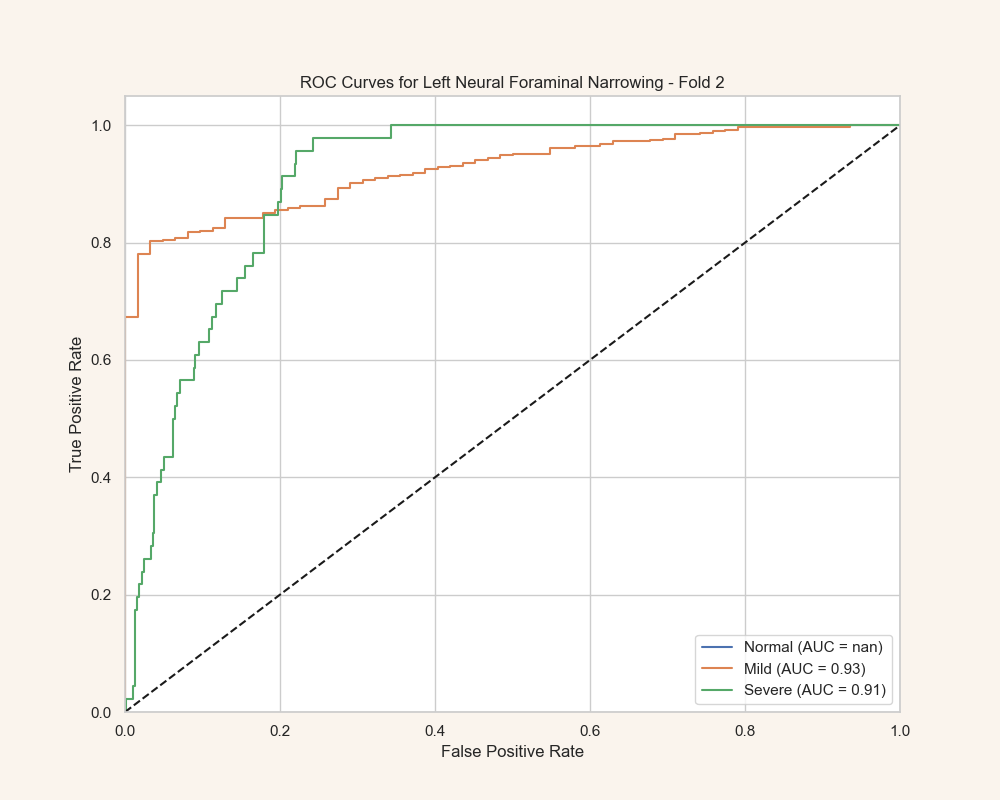 ROC Curves for Left Neural Foraminal Narrowing - Fold 2
True Positive Rate
1.0
0.8
0.6
0.4
0.2
0.0
Normal (AUC = nan)
Mild (AUC = 0.93)
Severe (AUC = 0.91)
0.0 0.2 0.4 0.6 0.8 1.0
False Positive Rate